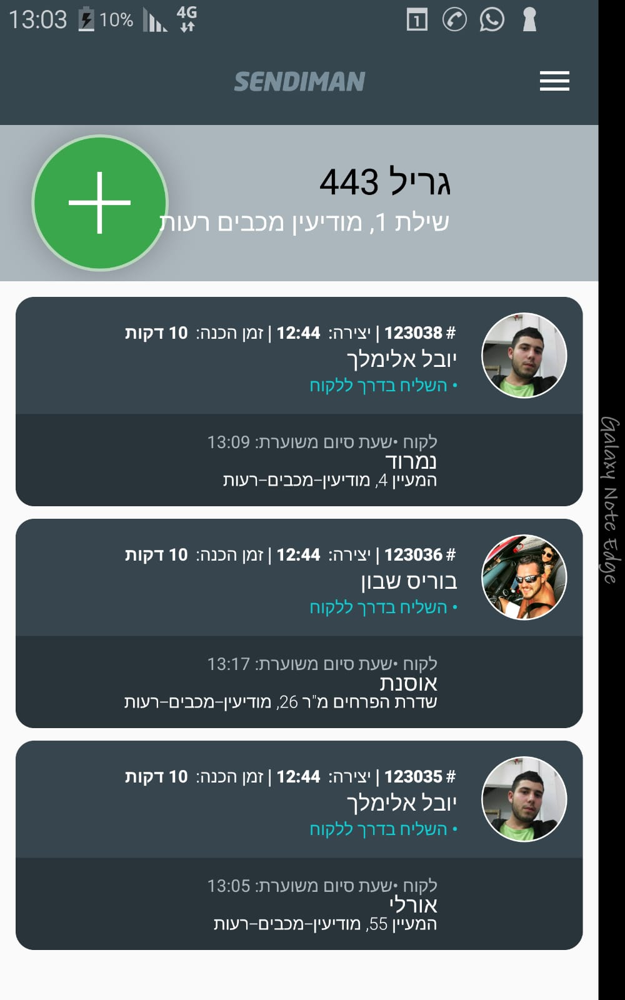 13:03 10% 4G 1
SENDIMAN
גריל 443
שילת 1, מודיעין מכבים רעות
#123038 | יצירה: 12:44 | זמן הכנה: 10 דקות
יובל אלימלך
• השליח בדרך ללקוח
לקוח •שעת סיום משוערת: 13:09
נמרוד
המעיין 4, מודיעין-מכבים-רעות
#123036 | יצירה: 12:44 | זמן הכנה: 10 דקות
בוריס שבון
• השליח בדרך ללקוח
לקוח •שעת סיום משוערת: 13:17
אוסנת
שדרת הפרחים מ"ר 26, מודיעין-מכבים-רעות
#123035 | יצירה: 12:44 | זמן הכנה: 10 דקות
יובל אלימלך
• השליח בדרך ללקוח
לקוח •שעת סיום משוערת: 13:05
אורלי
המעיין 55, מודיעין-מכבים-רעות
Galaxy Note Edge